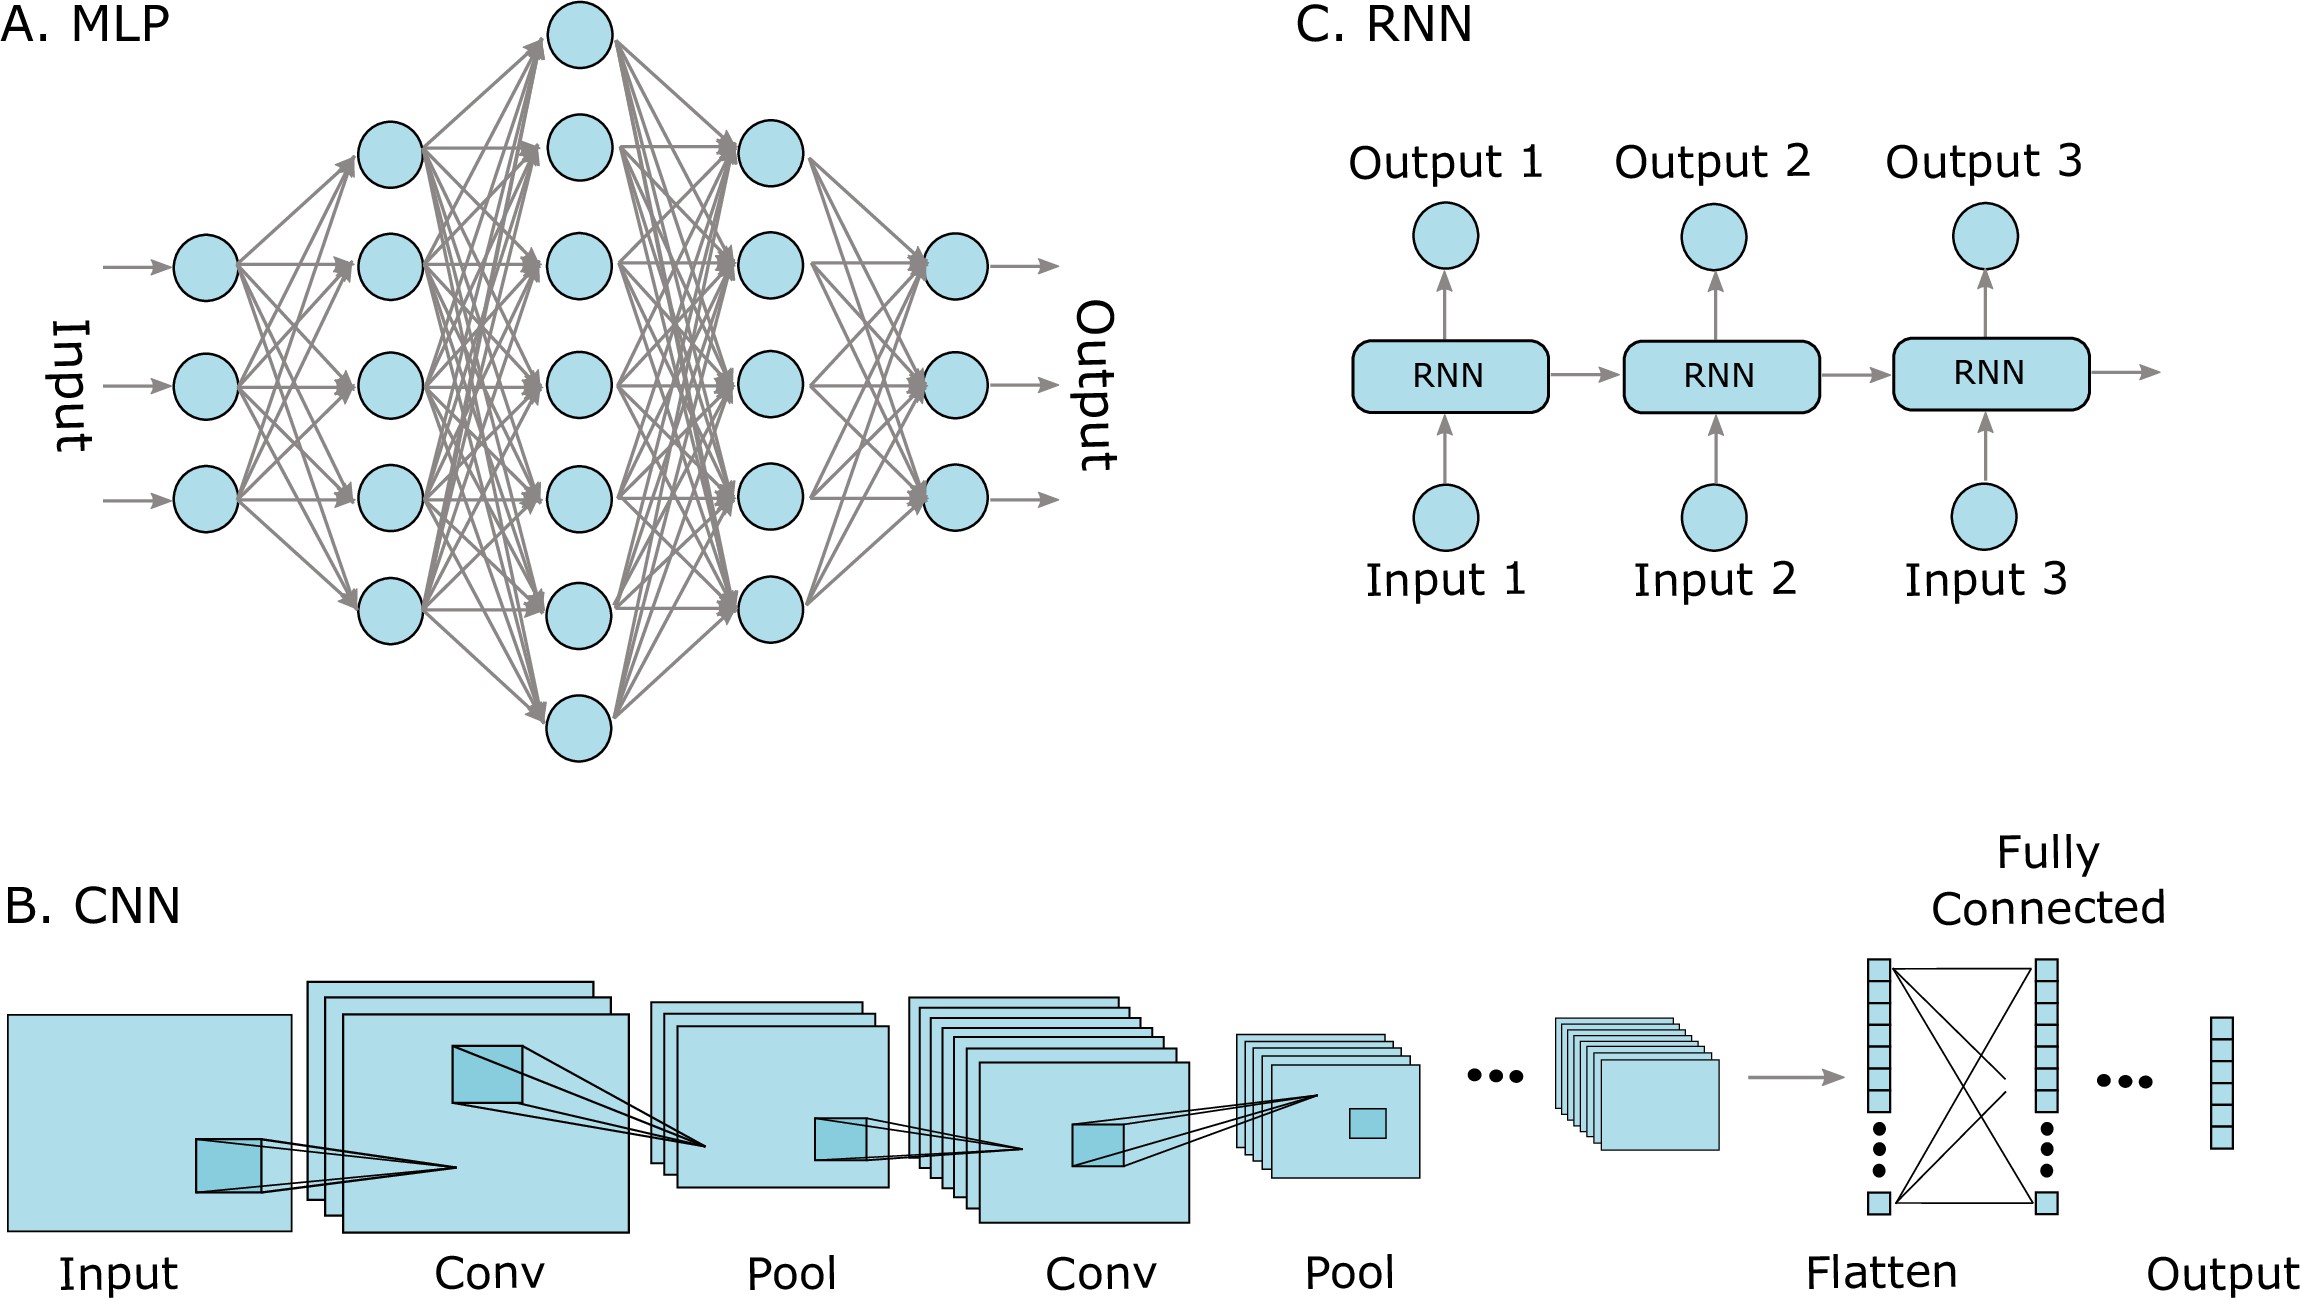 A. MLP
Input
Output
C. RNN
Output 1
Output 2
Output 3
RNN
RNN
RNN
Input 1
Input 2
Input 3
B. CNN
Fully
Connected
Input
Conv
Pool
Conv
Pool
Flatten
Output